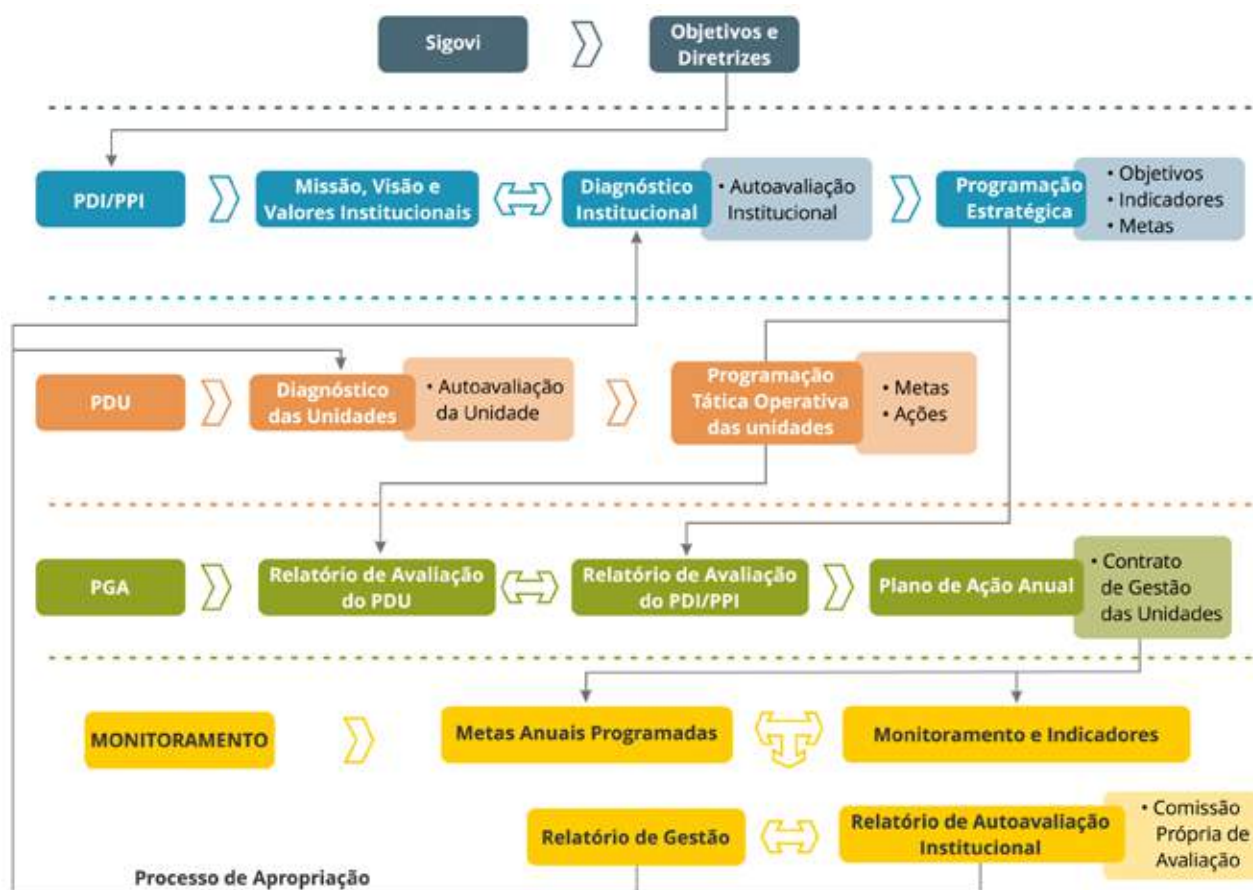 Sigovi
Objetivos e
Diretrizes
PDI/PPI
Missão, Visão e
Valores Institucionais
Diagnóstico
Institucional
• Autoavaliação
Institucional
Programação
Estratégica
• Objetivos
• Indicadores
• Metas
PDU
Diagnóstico
das Unidades
• Autoavaliação
da Unidade
Programação
Tática Operativa
das unidades
• Metas
• Ações
PGA
Relatório de Avaliação
do PDU
Relatório de Avaliação
do PDI/PPI
Plano de Ação Anual
• Contrato
de Gestão
das Unidades
MONITORAMENTO
Metas Anuais Programadas
Monitoramento e Indicadores
Relatório de Gestão
Relatório de Autoavaliação
Institucional
• Comissão
Própria de
Avaliação
Processo de Apropriação